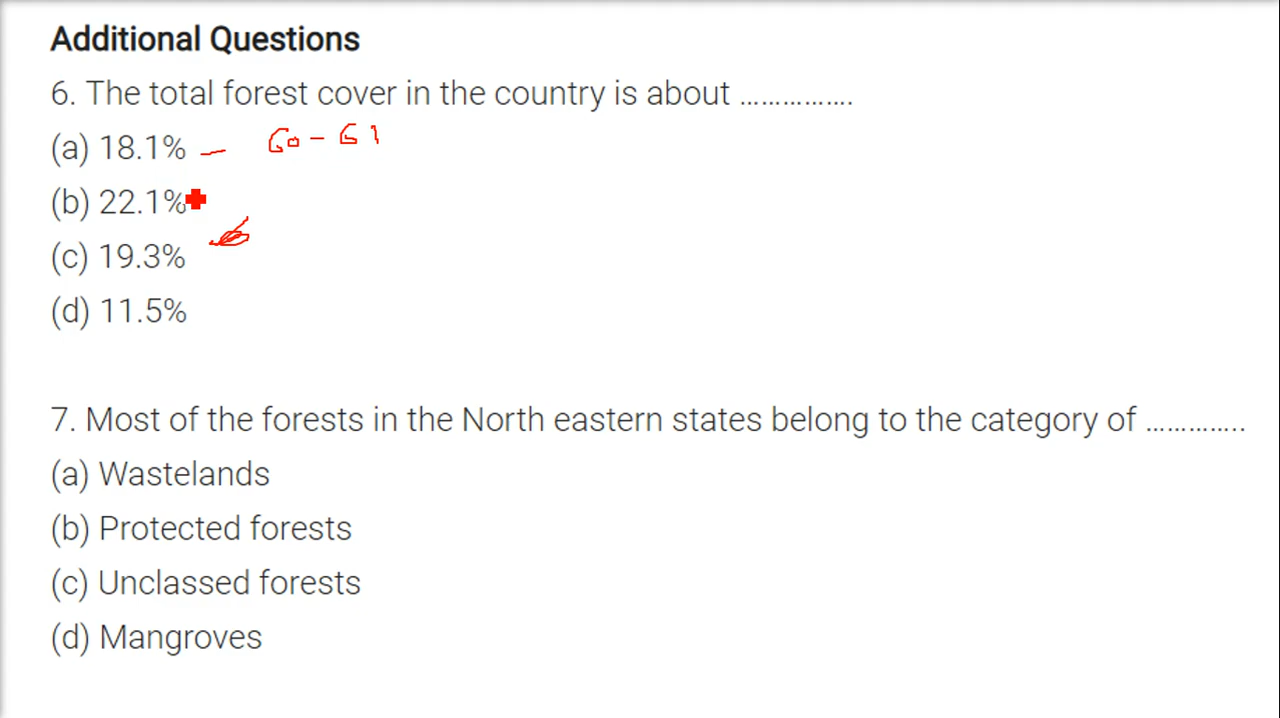 Additional Questions
6. The total forest cover in the country is about ...............
(a) 18.1% – 60 – 61
(b) 22.1%
(c) 19.3%
(d) 11.5%
7. Most of the forests in the North eastern states belong to the category of ..............
(a) Wastelands
(b) Protected forests
(c) Unclassed forests
(d) Mangroves